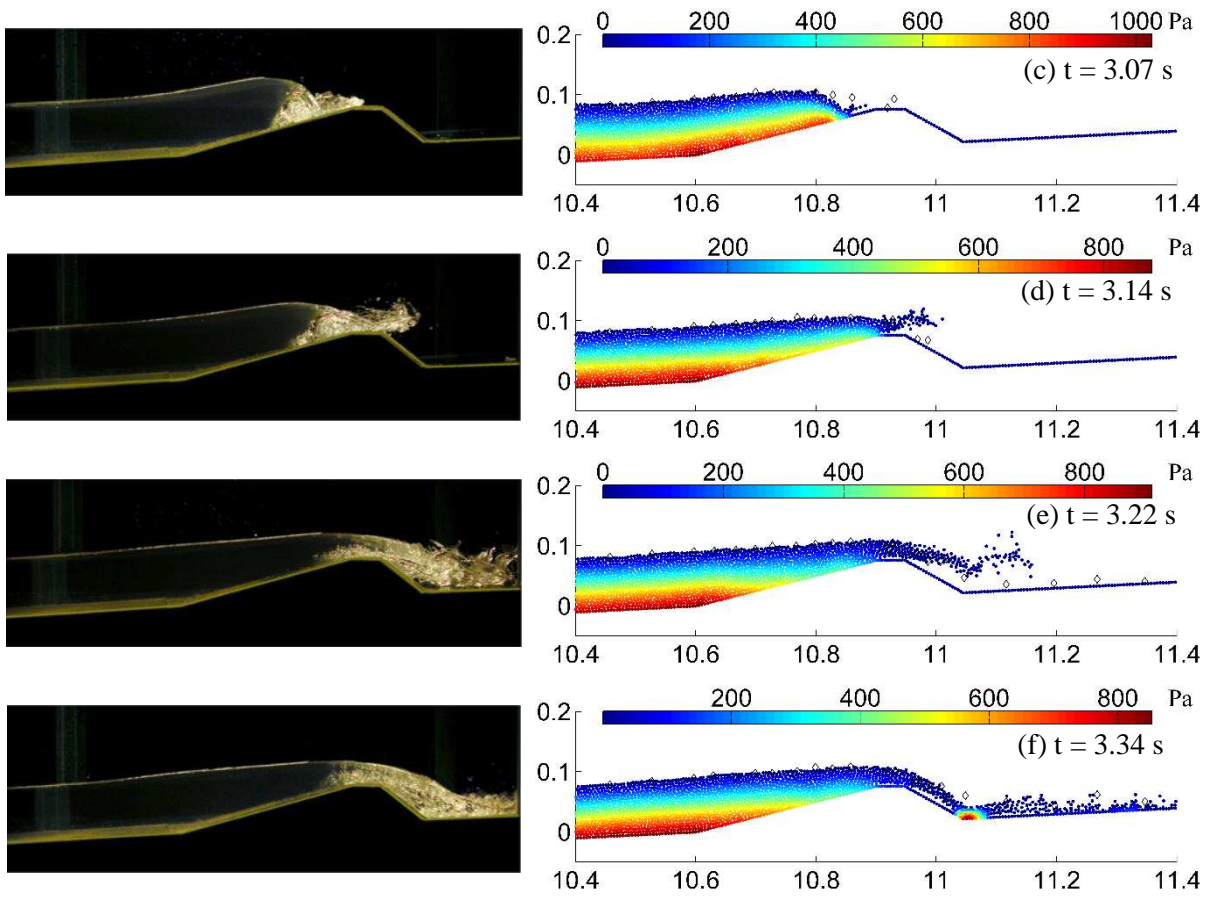 0 200 400 600 800 1000 Pa
0.2
(c) t = 3.07 s
0.1
0
10.4 10.6 10.8 11 11.2 11.4
0 200 400 600 800 Pa
0.2
(d) t = 3.14 s
0.1
0
10.4 10.6 10.8 11 11.2 11.4
0 200 400 600 800 Pa
0.2
(e) t = 3.22 s
0.1
0
10.4 10.6 10.8 11 11.2 11.4
200 400 600 800 Pa
0.2
(f) t = 3.34 s
0.1
0
10.4 10.6 10.8 11 11.2 11.4